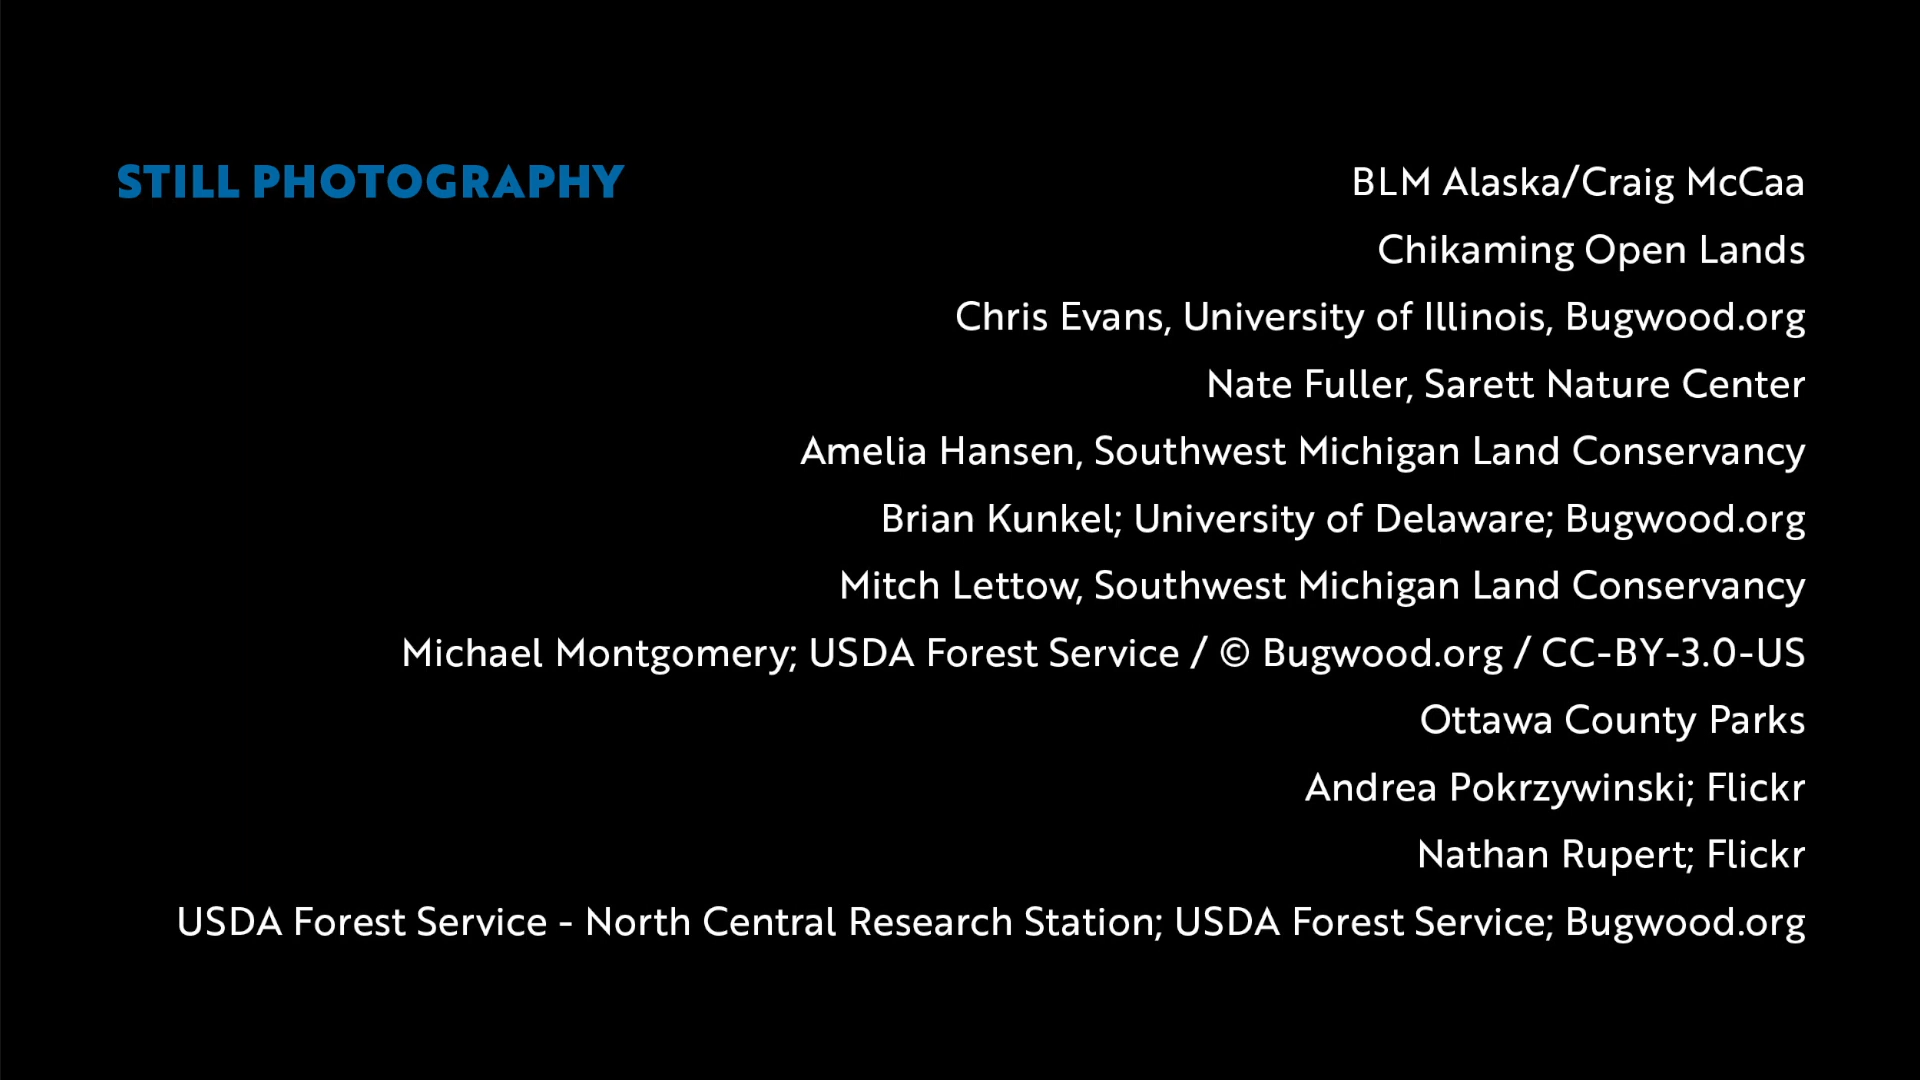 STILL PHOTOGRAPHY
BLM Alaska/Craig McCaa
Chikaming Open Lands
Chris Evans, University of Illinois, Bugwood.org
Nate Fuller, Sarett Nature Center
Amelia Hansen, Southwest Michigan Land Conservancy
Brian Kunkel; University of Delaware; Bugwood.org
Mitch Lettow, Southwest Michigan Land Conservancy
Michael Montgomery; USDA Forest Service / © Bugwood.org / CC-BY-3.0-US
Ottawa County Parks
Andrea Pokrzywinski; Flickr
Nathan Rupert; Flickr
USDA Forest Service - North Central Research Station; USDA Forest Service; Bugwood.org